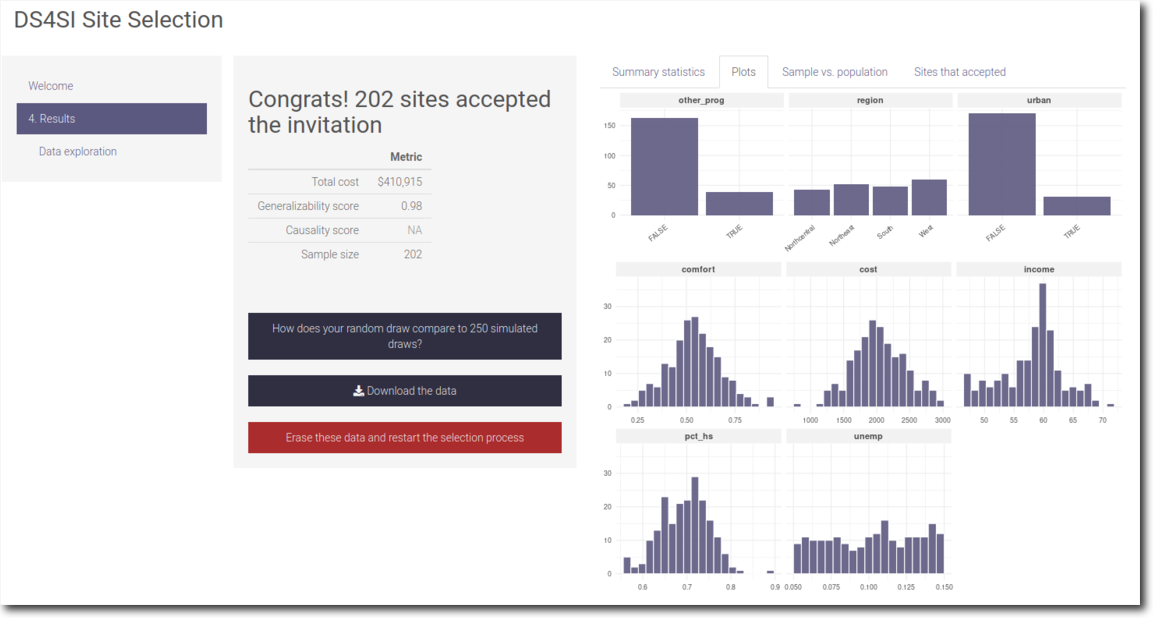 DS4SI Site Selection
Welcome
4. Results
Data exploration
Congrats! 202 sites accepted
the invitation
Metric
Total cost $410,915
Generalizability score 0.98
Causality score NA
Sample size 202
How does your random draw compare to 250 simulated
draws?
Download the data
Erase these data and restart the selection process
Summary statistics Plots Sample vs. population Sites that accepted
other_prog region urban
150
100
50
0
FALSE TRUE Northcentral Northeast South West FALSE TRUE
comfort cost income
30
20
10
0
0.25 0.50 0.75 1000 1500 2000 2500 3000 50 55 60 65 70
pct_hs unemp
30
20
10
0
0.6 0.7 0.8 0.9 0.050 0.075 0.100 0.125 0.150